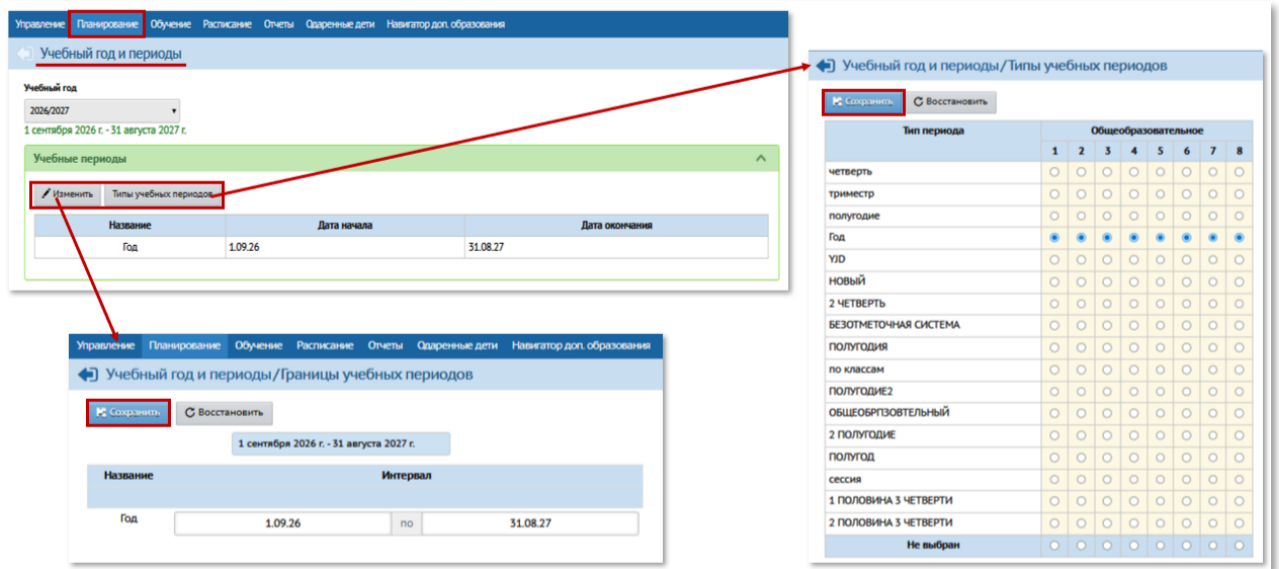 Управление Планирование Обучение Расписание Отчеты Одаренные дети Навигатор доп. образования
Учебный год и периоды
Учебный год
2026/2027
1 сентября 2026 г. - 31 августа 2027 г.
Учебные периоды
Изменить Типы учебных периодов
Название Дата начала Дата окончания
Год 1.09.26 31.08.27
Управление Планирование Обучение Расписание Отчеты Одаренные дети Навигатор доп. образования
Учебный год и периоды/Границы учебных периодов
Сохранить Восстановить
1 сентября 2026 г. - 31 августа 2027 г.
Название Интервал
Год 1.09.26 по 31.08.27
Учебный год и периоды/Типы учебных периодов
Сохранить Восстановить
Тип периода Общеобразовательное
1 2 3 4 5 6 7 8
четверть
триместр
полугодие
Год
YJD
НОВЫЙ
2 ЧЕТВЕРТЬ
БЕЗОТМЕТОЧНАЯ СИСТЕМА
ПОЛУГОДИЯ
по классам
ПОЛУГОДИЕ2
ОБЩЕОБРПЗОВТЕЛЬНЫЙ
2 ПОЛУГОДИЕ
ПОЛУГОД
сессия
1 ПОЛОВИНА 3 ЧЕТВЕРТИ
2 ПОЛОВИНА 3 ЧЕТВЕРТИ
Не выбран